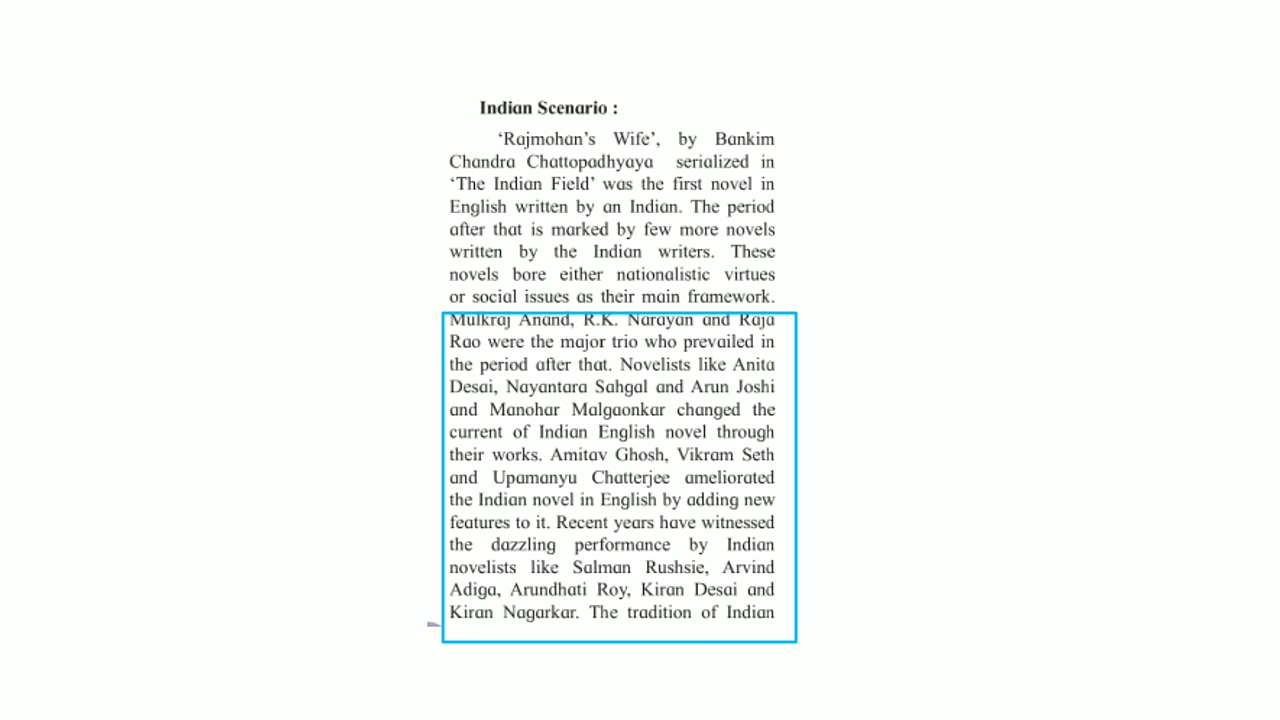 Indian Scenario :
‘Rajmohan’s Wife’, by Bankim
Chandra Chattopadhyaya serialized in
‘The Indian Field’ was the first novel in
English written by an Indian. The period
after that is marked by few more novels
written by the Indian writers. These
novels bore either nationalistic virtues
or social issues as their main framework.
Mulkraj Anand, R.K. Narayan and Raja
Rao were the major trio who prevailed in
the period after that. Novelists like Anita
Desai, Nayantara Sahgal and Arun Joshi
and Manohar Malgaonkar changed the
current of Indian English novel through
their works. Amitav Ghosh, Vikram Seth
and Upamanyu Chatterjee ameliorated
the Indian novel in English by adding new
features to it. Recent years have witnessed
the dazzling performance by Indian
novelists like Salman Rushsie, Arvind
Adiga, Arundhati Roy, Kiran Desai and
Kiran Nagarkar. The tradition of Indian